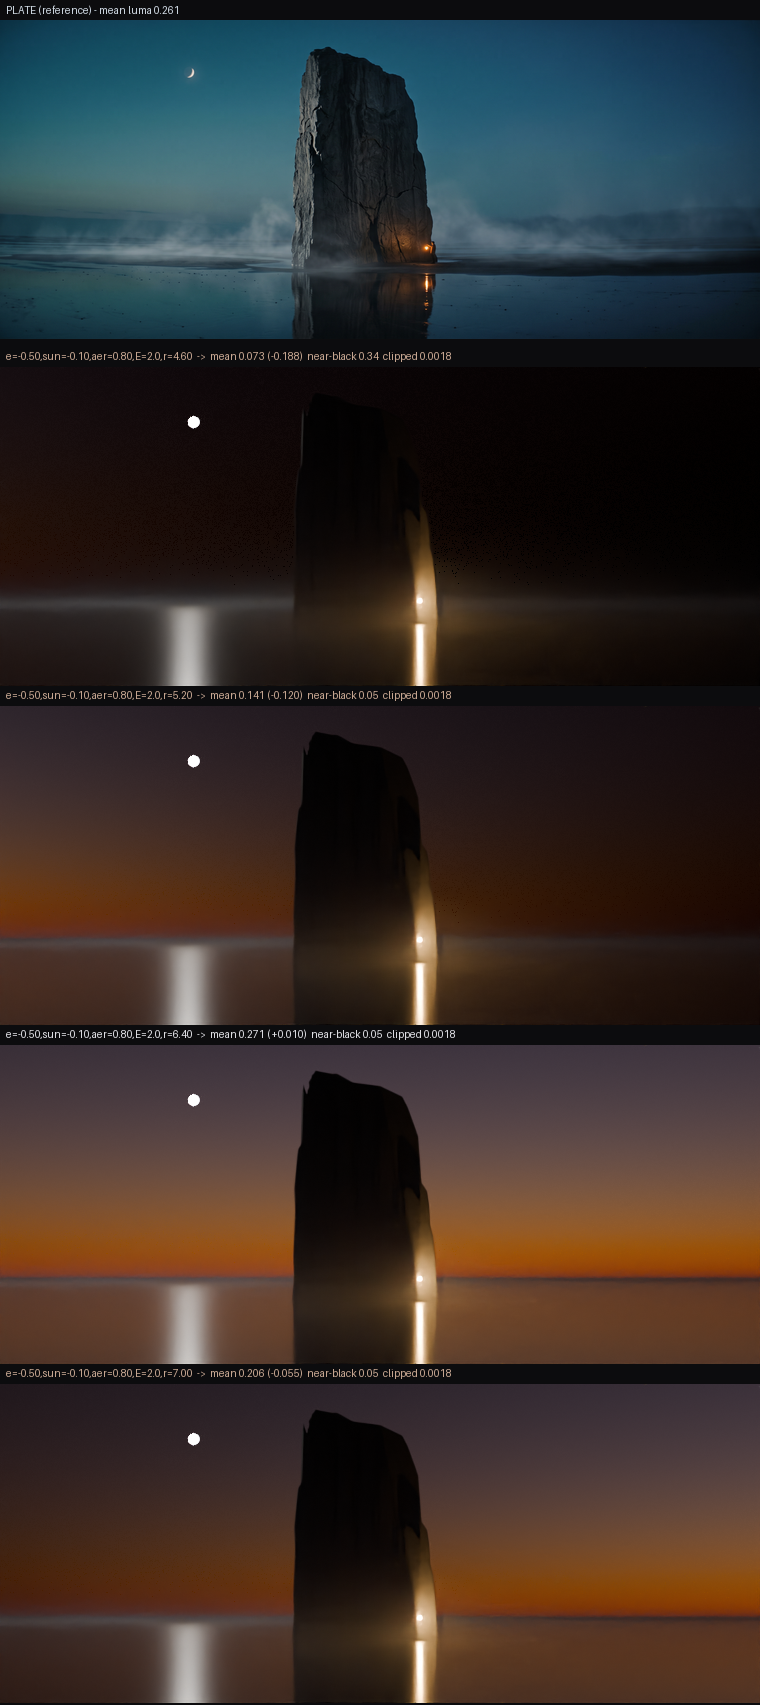 PLATE (reference) - mean luma 0.261
e=-0.50,sun=-0.10,aer=0.80,E=2.0,r=4.60 -> mean 0.073 (-0.188) near-black 0.34 clipped 0.0018
e=-0.50,sun=-0.10,aer=0.80,E=2.0,r=5.20 -> mean 0.141 (-0.120) near-black 0.05 clipped 0.0018
e=-0.50,sun=-0.10,aer=0.80,E=2.0,r=6.40 -> mean 0.271 (+0.010) near-black 0.05 clipped 0.0018
e=-0.50,sun=-0.10,aer=0.80,E=2.0,r=7.00 -> mean 0.206 (-0.055) near-black 0.05 clipped 0.0018